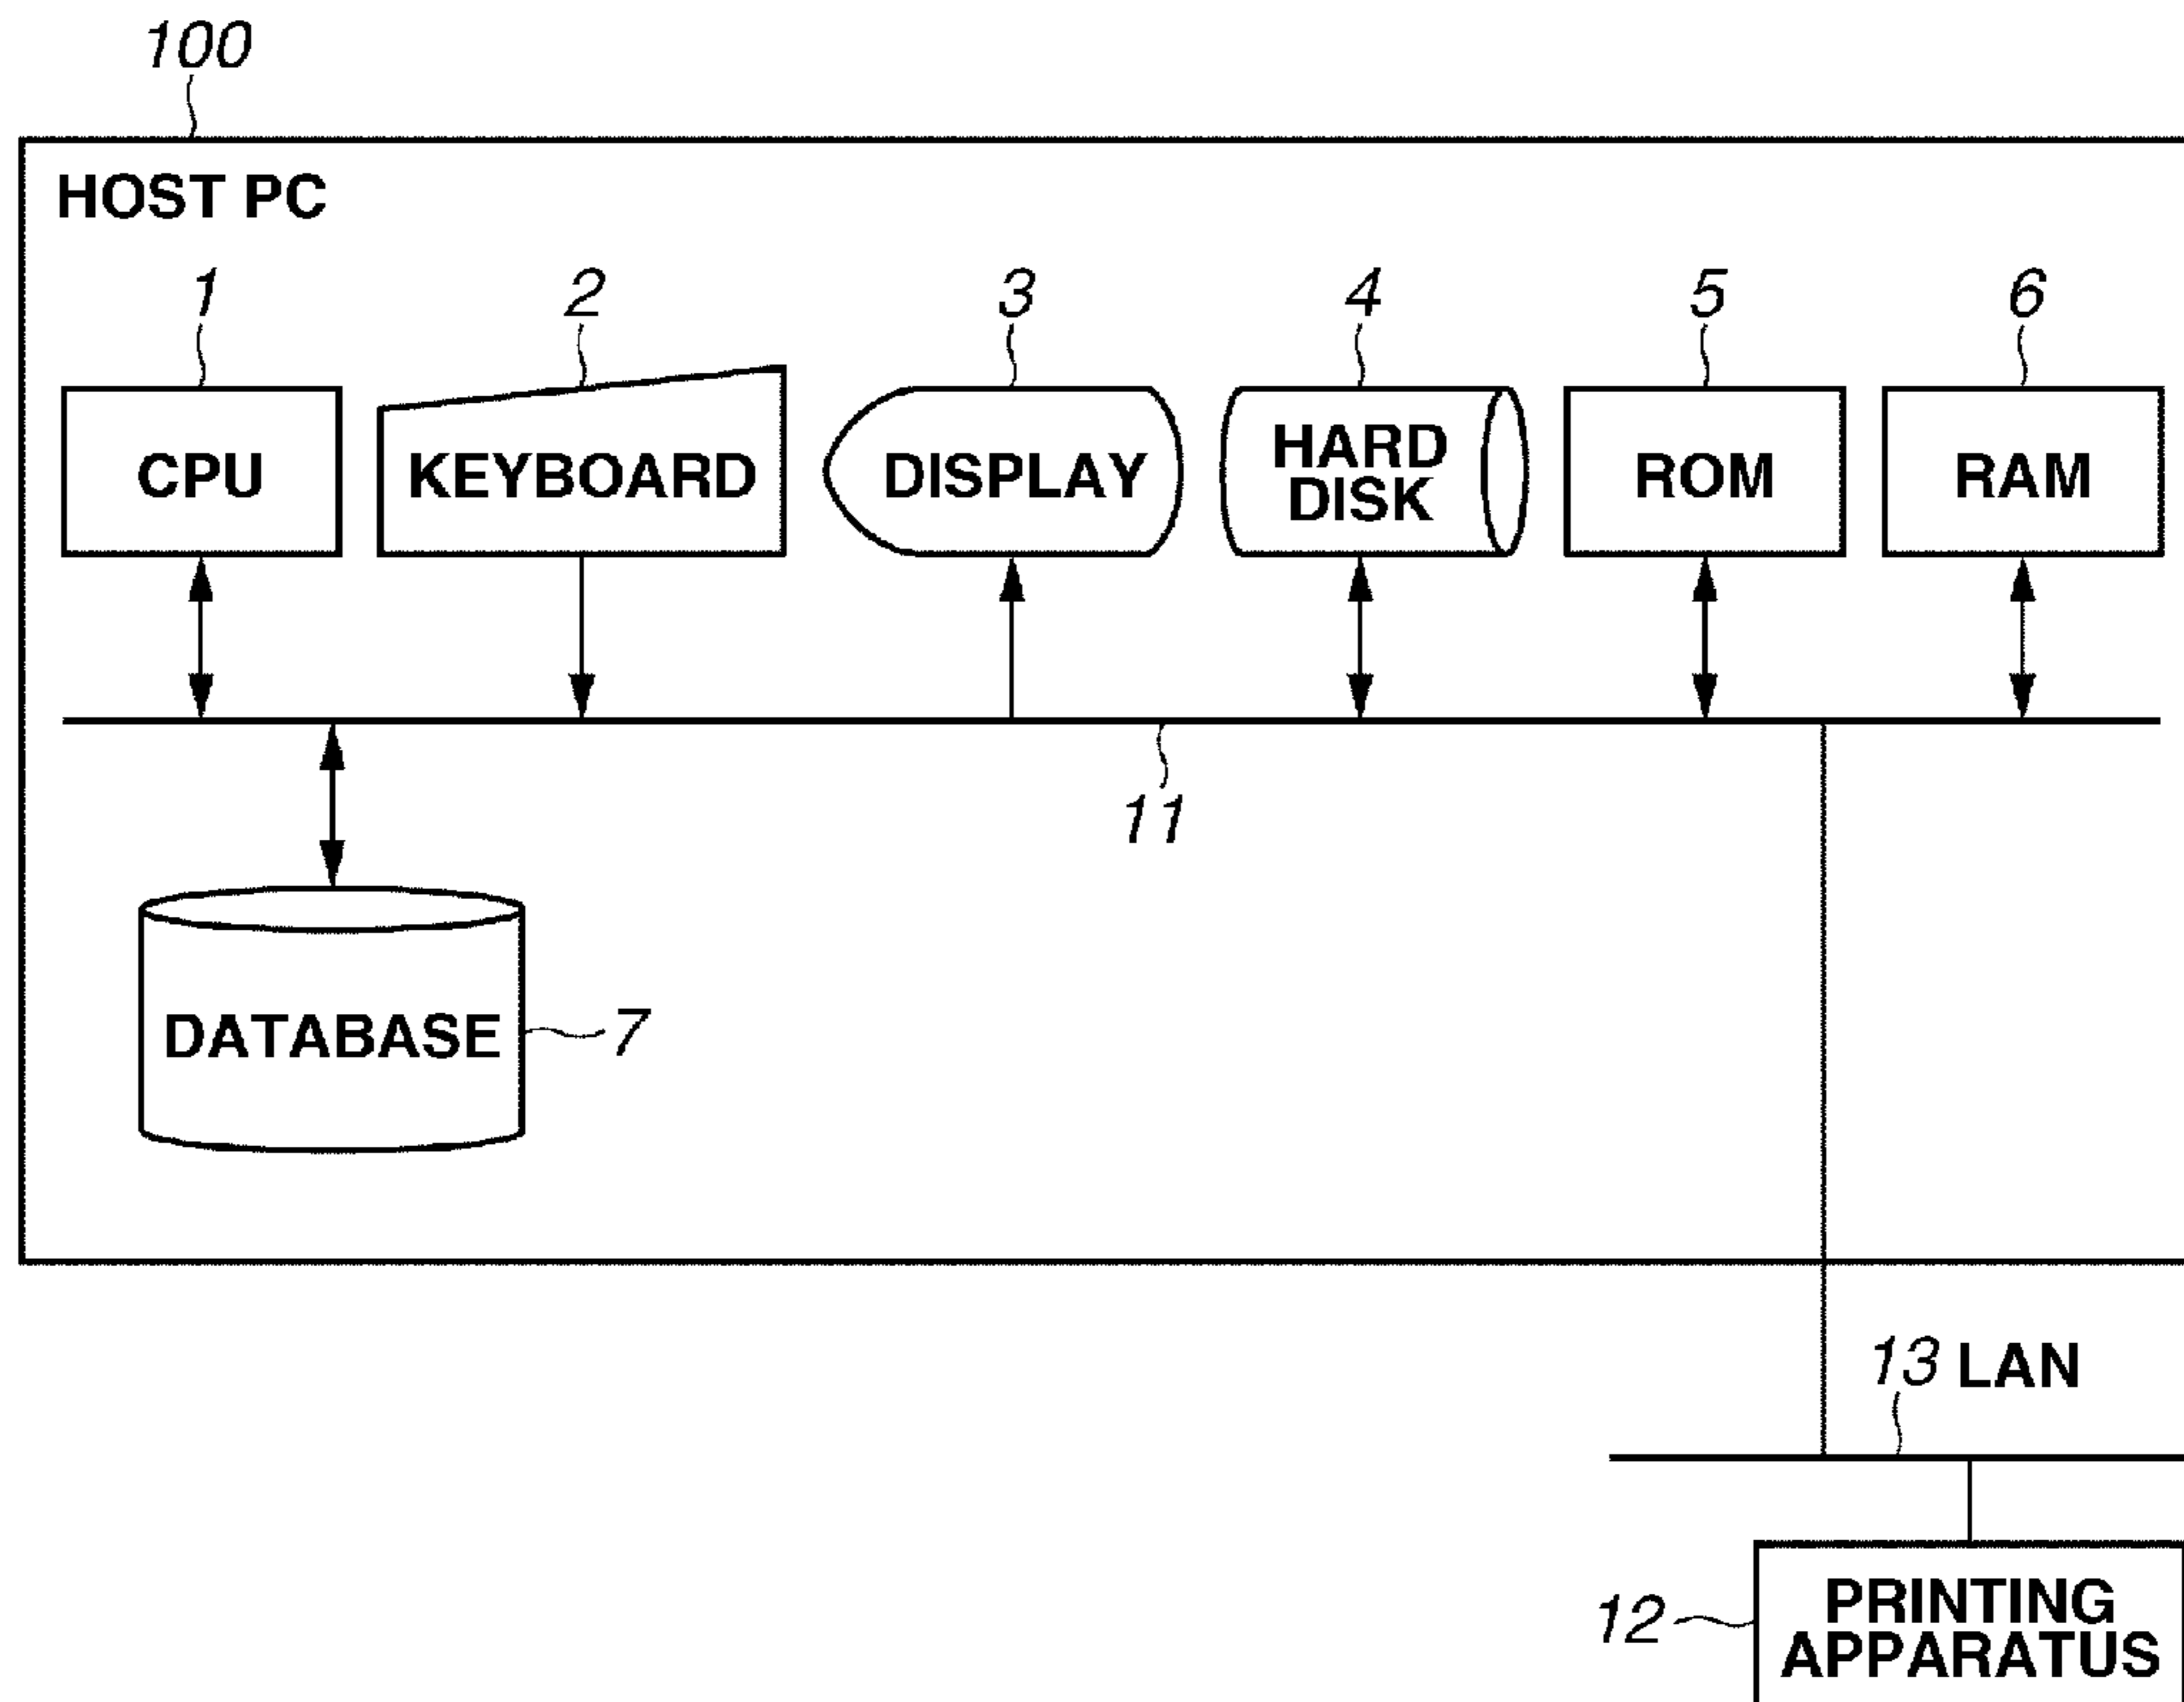 100
HOST PC
1 2 3 4 5 6
CPU KEYBOARD DISPLAY HARD DISK ROM RAM
11
DATABASE 7
13 LAN
12 PRINTING
APPARATUS